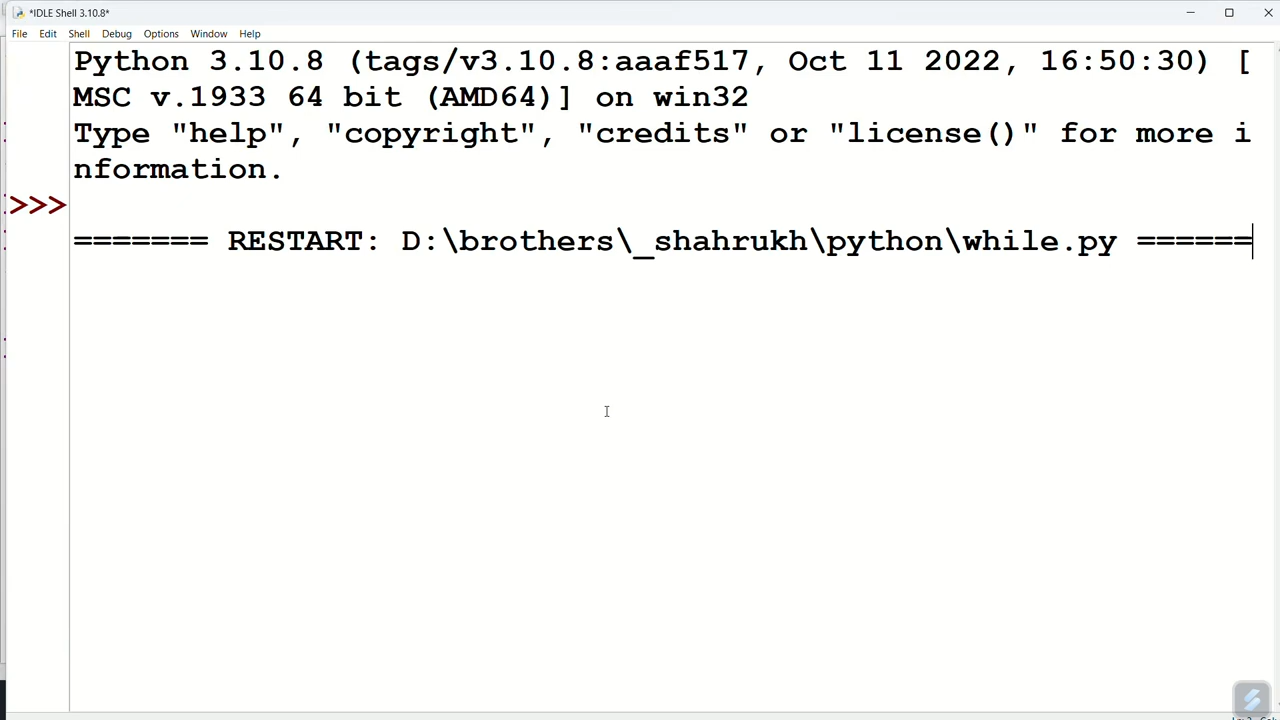 *IDLE Shell 3.10.8*
File Edit Shell Debug Options Window Help
Python 3.10.8 (tags/v3.10.8:aaaf517, Oct 11 2022, 16:50:30) [
MSC v.1933 64 bit (AMD64)] on win32
Type "help", "copyright", "credits" or "license()" for more i
nformation.
>>>
======= RESTART: D:\brothers\_shahrukh\python\while.py ======